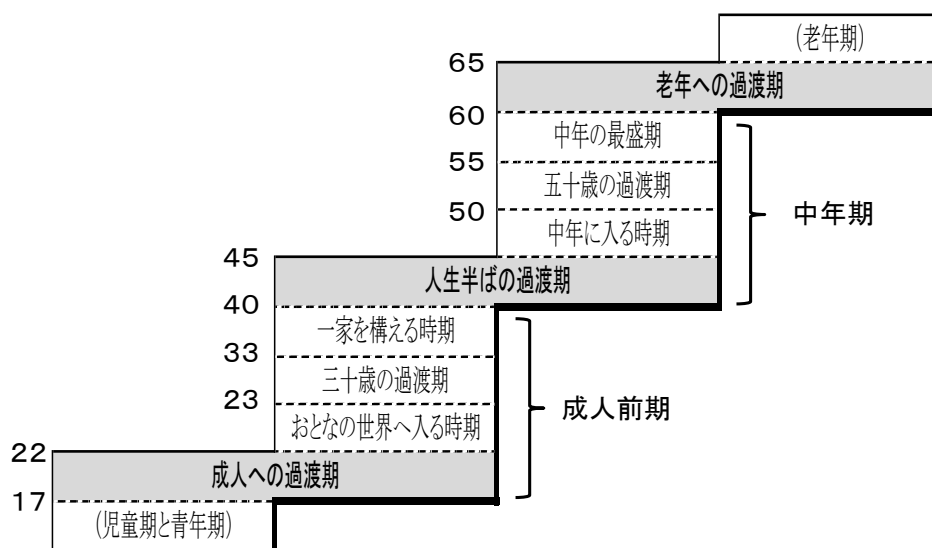 (老年期)
65
老年への過渡期
60
中年の最盛期
55
五十歳の過渡期
50
中年に入る時期
中年期
45
人生半ばの過渡期
40
一家を構える時期
33
三十歳の過渡期
23
おとなの世界へ入る時期
成人前期
22
成人への過渡期
17
(児童期と青年期)